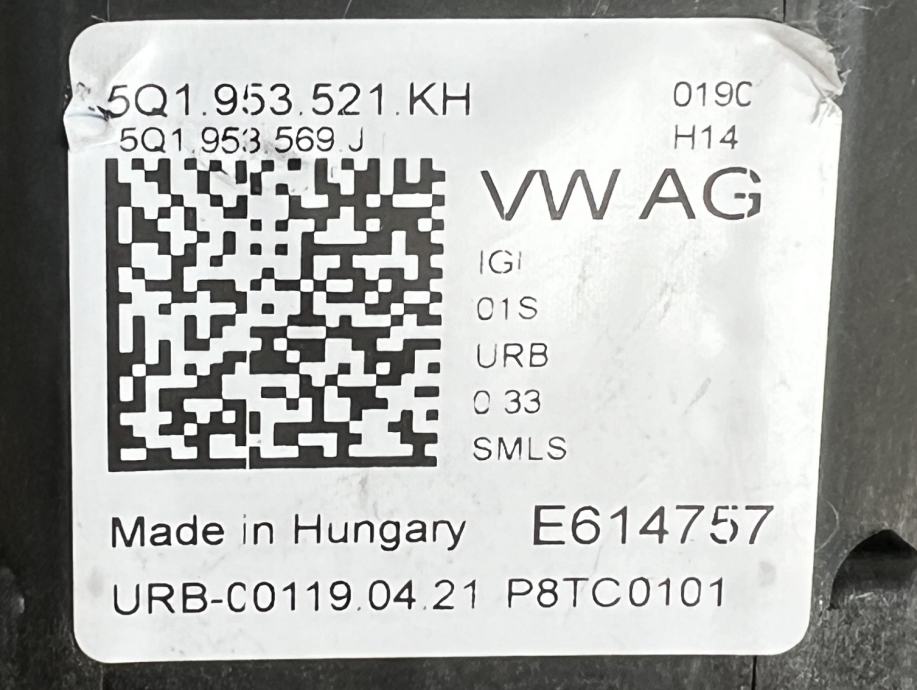 5Q1.953.521.KH 019C
5Q1.953.569.J H14
VW AG
IGI
01S
URB
0 33
SMLS
Made in Hungary E614757
URB-00119.04.21 P8TC0101